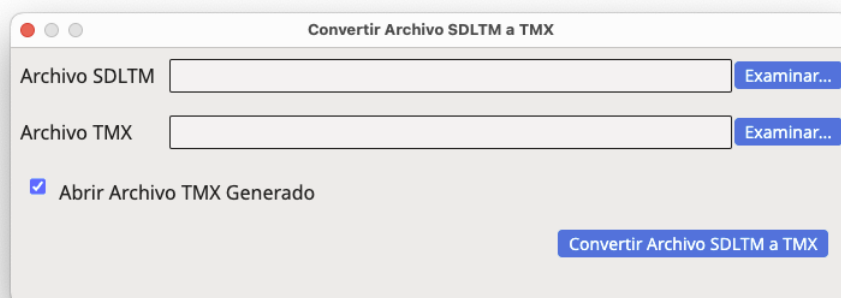 Convertir Archivo SDLTM a TMX
Archivo SDLTM Examinar...
Archivo TMX Examinar...
Abrir Archivo TMX Generado
Convertir Archivo SDLTM a TMX